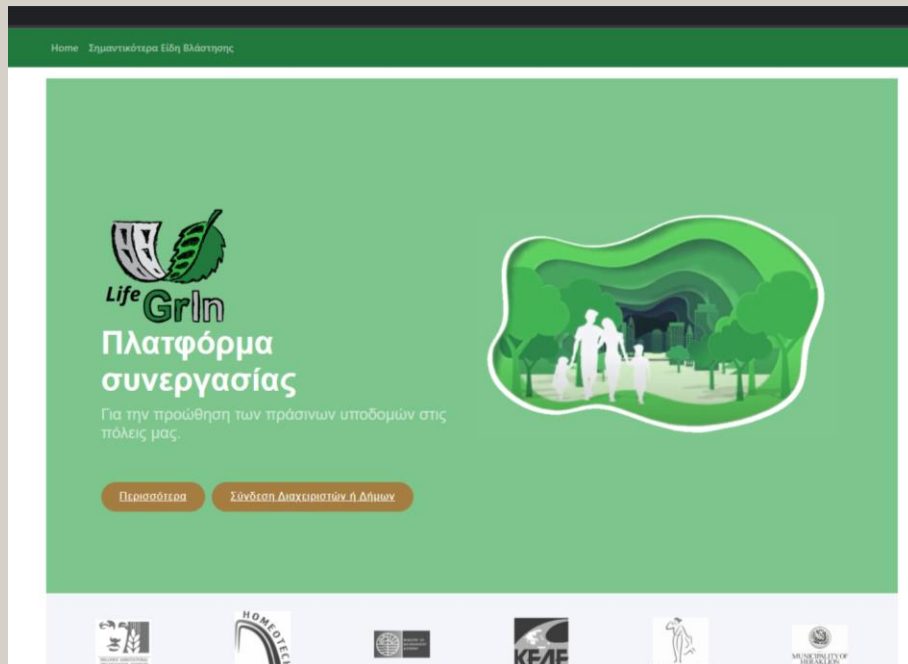 Home Σημαντικότερα Είδη Βλάστησης
Life GrIn
Πλατφόρμα
συνεργασίας
Για την προώθηση των πράσινων υποδομών στις
πόλεις μας.
Περισσότερα Σύνδεση Διαχειριστών ή Δήμων
HOMEOTECH
ΚΕΔΕ
MUNICIPALITY OF
HERAKLION